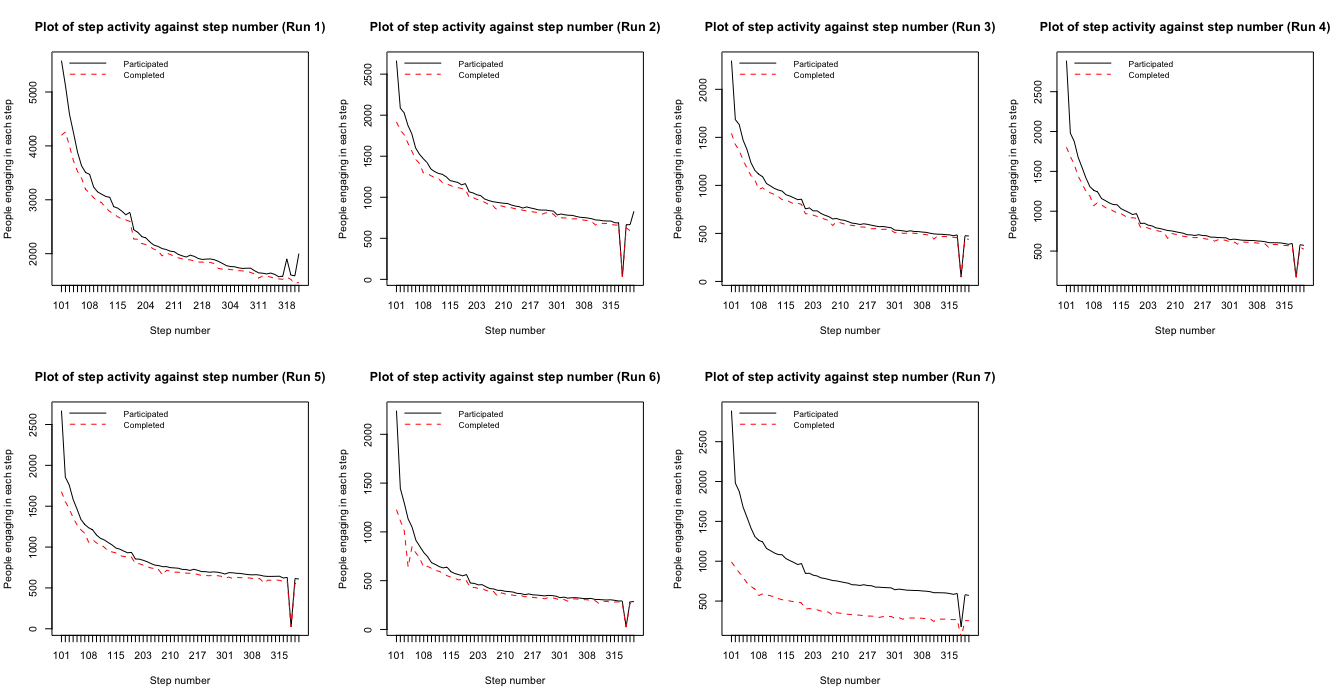 Plot of step activity against step number (Run 1)
Participated
Completed
People engaging in each step
2000
3000
4000
5000
101 108 115 204 211 218 304 311 318
Step number
Plot of step activity against step number (Run 2)
Participated
Completed
People engaging in each step
0
500
1000
1500
2000
2500
101 108 115 203 210 217 301 315
Step number
Plot of step activity against step number (Run 3)
Participated
Completed
People engaging in each step
0
500
1000
1500
2000
101 108 115 203 210 217 301 315
Step number
Plot of step activity against step number (Run 4)
Participated
Completed
People engaging in each step
500
1000
1500
2000
2500
101 108 115 203 210 217 301 315
Step number
Plot of step activity against step number (Run 5)
Participated
Completed
People engaging in each step
0
500
1000
1500
2000
2500
101 108 115 203 210 217 301 315
Step number
Plot of step activity against step number (Run 6)
Participated
Completed
People engaging in each step
0
500
1000
1500
2000
101 108 115 203 210 217 301 315
Step number
Plot of step activity against step number (Run 7)
Participated
Completed
People engaging in each step
500
1000
1500
2000
2500
101 108 115 203 210 217 301 315
Step number